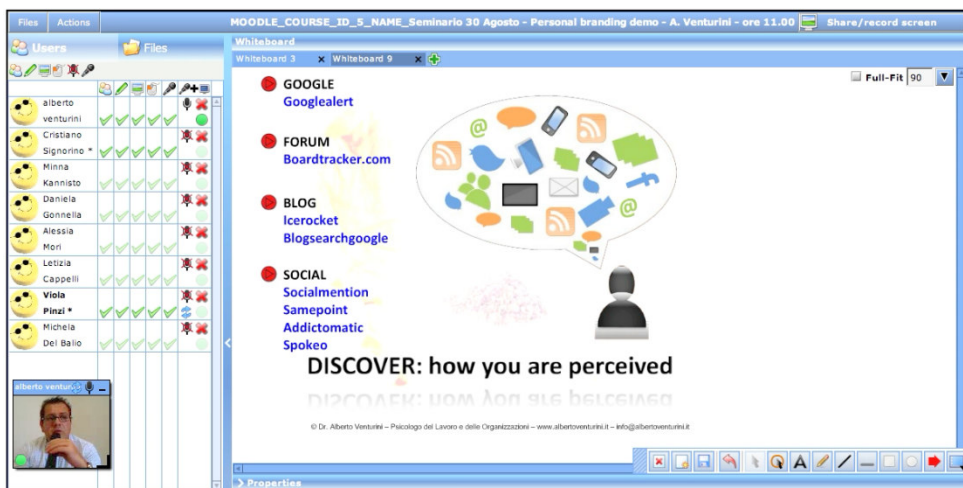 Files Actions MOODLE_COURSE_ID_5_NAME_Seminario 30 Agosto - Personal branding demo - A. Venturini - ore 11.00 Share/record screen
Users Files
alberto
venturini
Cristiano
Signorino *
Minna
Kannisto
Daniela
Gonnella
Alessia
Mori
Letizia
Cappelli
Viola
Pinzi *
Michela
Del Balio
alberto ventur
Whiteboard
Whiteboard 3 x Whiteboard 9 x
Full-Fit 90
GOOGLE
Googlealert
FORUM
Boardtracker.com
BLOG
Icerocket
Blogsearchgoogle
SOCIAL
Socialmention
Samepoint
Addictomatic
Spokeo
DISCOVER: how you are perceived
© Dr. Alberto Venturini – Psicologo del Lavoro e delle Organizzazioni – www.albertoventurini.it – info@albertoventurini.it
A
Properties